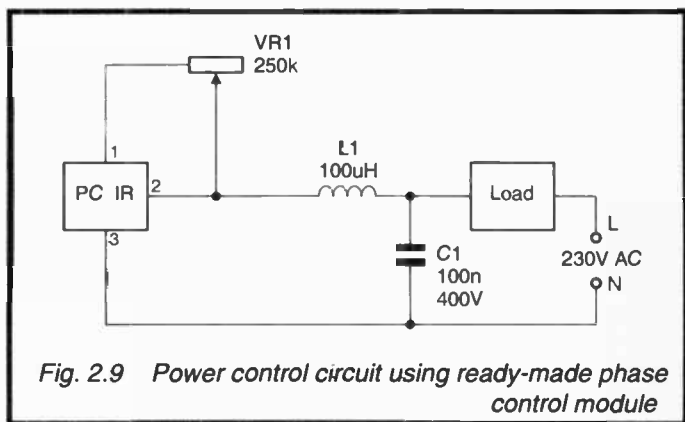 VR1
250k
1
PC IR
2
3
L1
100uH
C1
100n
400V
Load
L
230V AC
N
Fig. 2.9 Power control circuit using ready-made phase
control module